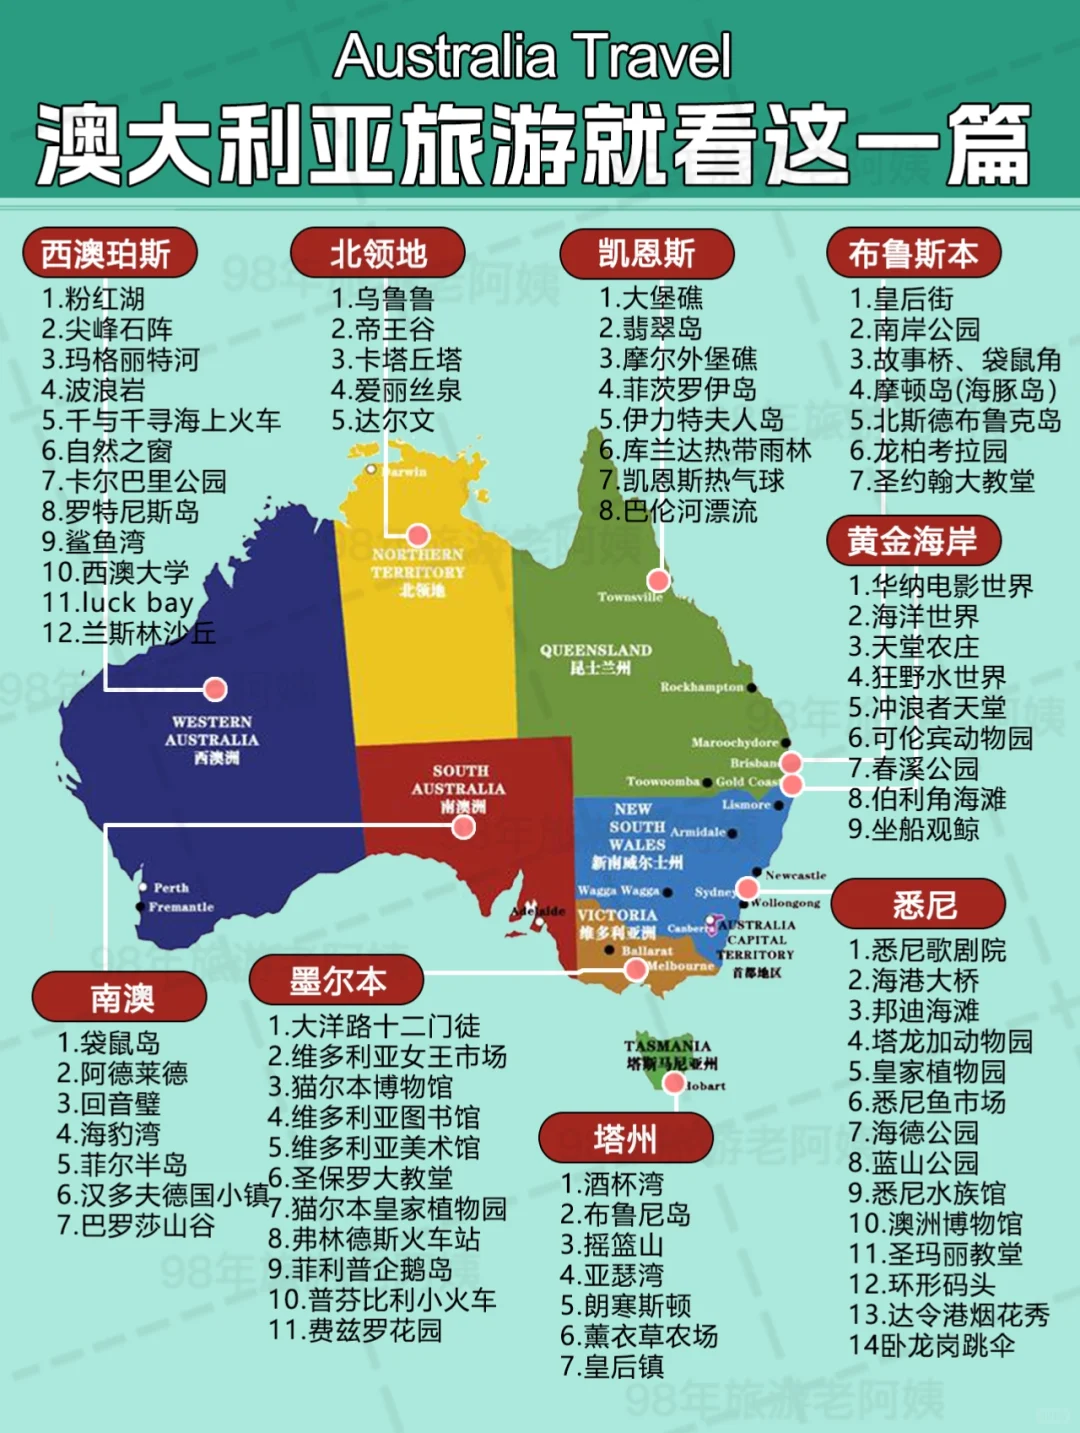 Australia Travel
澳大利亚旅游就看这一篇
西澳珀斯
1.粉红湖
2.尖峰石阵
3.玛格丽特河
4.波浪岩
5.千与千寻海上火车
6.自然之窗
7.卡尔巴里公园
8.罗特尼斯岛
9.鲨鱼湾
10.西澳大学
11.luck bay
12.兰斯林沙丘
北领地
1.乌鲁鲁
2.帝王谷
3.卡塔丘塔
4.爱丽丝泉
5.达尔文
凯恩斯
1.大堡礁
2.翡翠岛
3.摩尔外堡礁
4.菲茨罗伊岛
5.伊力特夫人岛
6.库兰达热带雨林
7.凯恩斯热气球
8.巴伦河漂流
布鲁斯本
1.皇后街
2.南岸公园
3.故事桥、袋鼠角
4.摩顿岛(海豚岛）
5.北斯德布鲁克岛
6.龙柏考拉园
7.圣约翰大教堂
黄金海岸
1.华纳电影世界
2.海洋世界
3.天堂农庄
4.狂野水世界
5.冲浪者天堂
6.可伦宾动物园
7.春溪公园
8.伯利角海滩
9.坐船观鲸
Darwin
NORTHERN
TERRITORY
北领地
Townsville
QUEENSLAND
昆士兰州
Rockhampton
WESTERN
AUSTRALIA
西澳洲
Maroochydore
Brisban
SOUTH
AUSTRALIA
南澳洲
Toowoomba
Gold Coas
Lismore
NEW
SOUTH
WALES
新南威尔士州
Armidale
Newcastle
Perth
Fremantle
Wagga Wagga
Sydney
Wollongong
Adelaide
VICTORIA
维多利亚洲
Canberra
AUSTRALIA
CAPITAL
TERRITORY
首都地区
Ballarat
Melbourne
TASMANIA
塔斯马尼亚州
Hobart
悉尼
1.悉尼歌剧院
2.海港大桥
3.邦迪海滩
4.塔龙加动物园
5.皇家植物园
6.悉尼鱼市场
7.海德公园
8.蓝山公园
9.悉尼水族馆
10.澳洲博物馆
11.圣玛丽教堂
12.环形码头
13.达令港烟花秀
14卧龙岗跳伞
南澳
1.袋鼠岛
2.阿德莱德
3.回音璧
4.海豹湾
5.菲尔半岛
6.汉多夫德国小镇
7.巴罗莎山谷
墨尔本
1.大洋路十二门徒
2.维多利亚女王市场
3.猫尔本博物馆
4.维多利亚图书馆
5.维多利亚美术馆
6.圣保罗大教堂
7.猫尔本皇家植物园
8.弗林德斯火车站
9.菲利普企鹅岛
10.普芬比利小火车
11.费兹罗花园
塔州
1.酒杯湾
2.布鲁尼岛
3.摇篮山
4.亚瑟湾
5.朗寒斯顿
6.薰衣草农场
7.皇后镇
98年旅游老阿姨